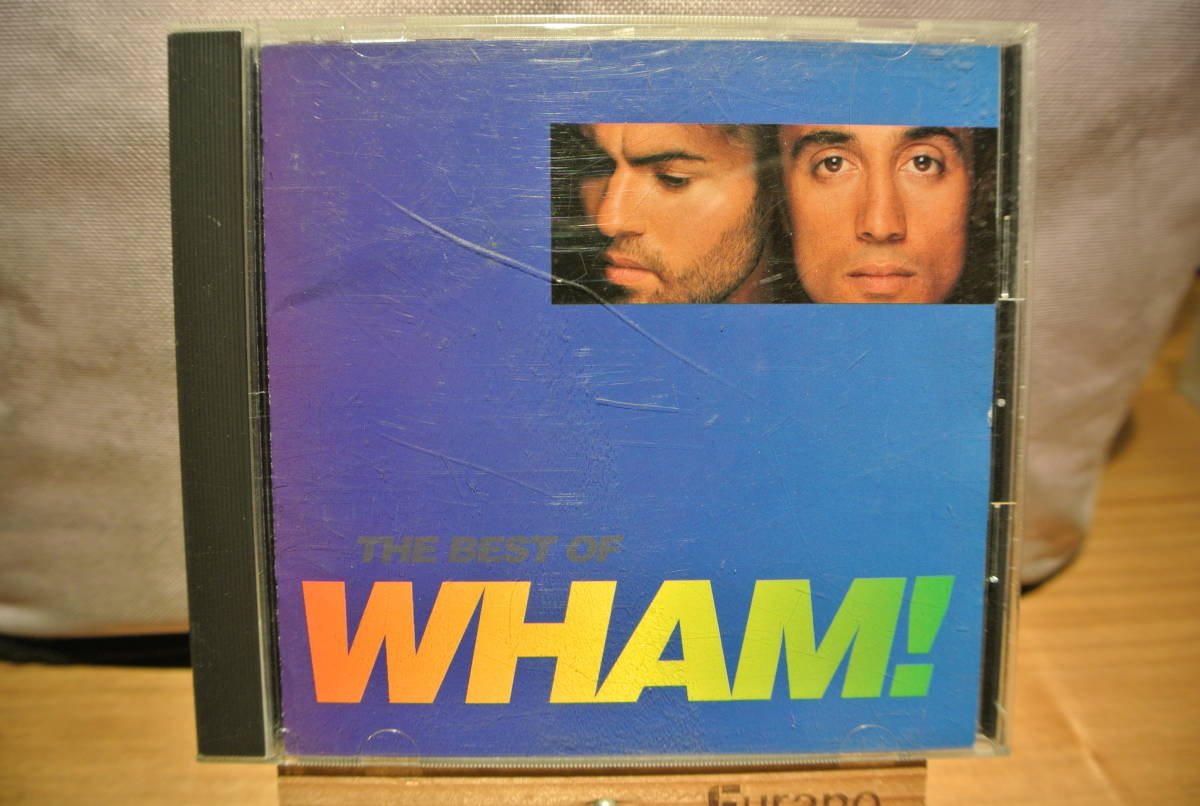 THE BEST OF
WHAM!
Furano